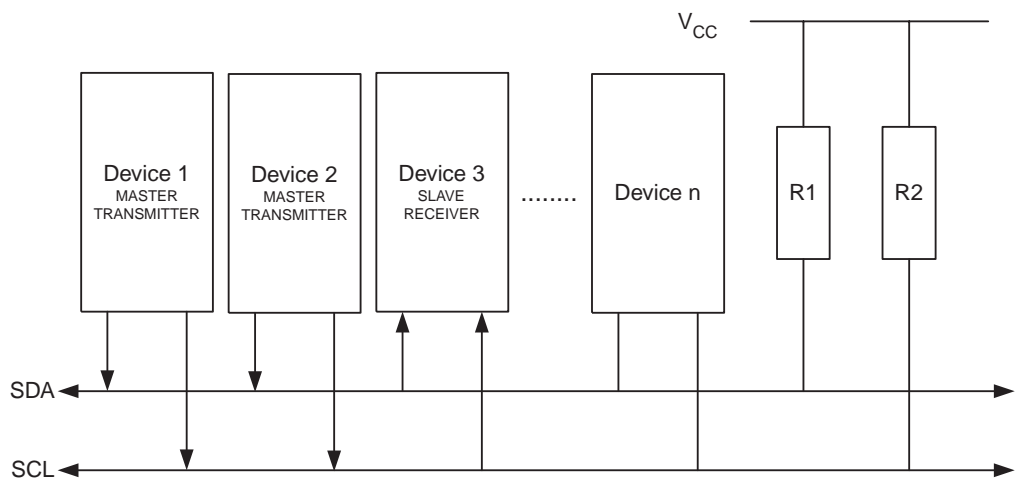 VCC
Device 1
MASTER
TRANSMITTER
Device 2
MASTER
TRANSMITTER
Device 3
SLAVE
RECEIVER
........
Device n
R1
R2
SDA
SCL